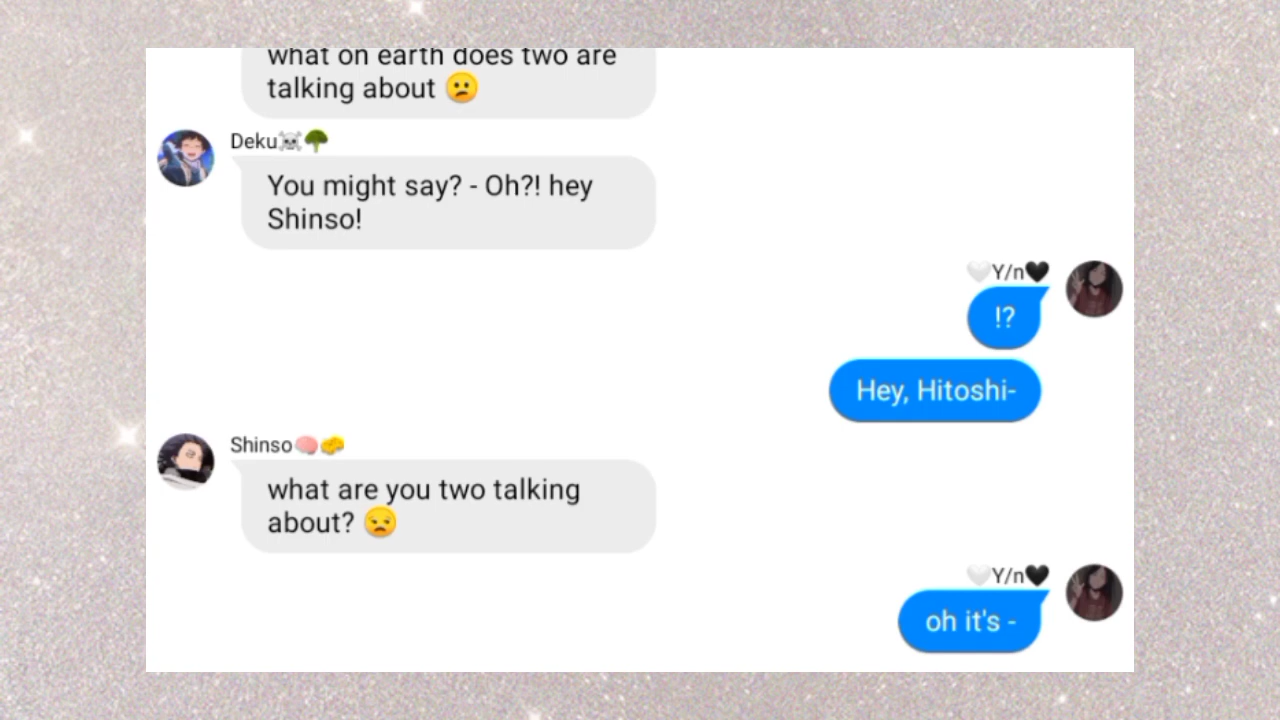 what on earth does two are
talking about 😕
Deku☠️🌳
You might say? - Oh?! hey
Shinso!
🤍Y/n🖤
!?
Hey, Hitoshi-
Shinso🧠🧽
what are you two talking
about? 😒
🤍Y/n🖤
oh it's -